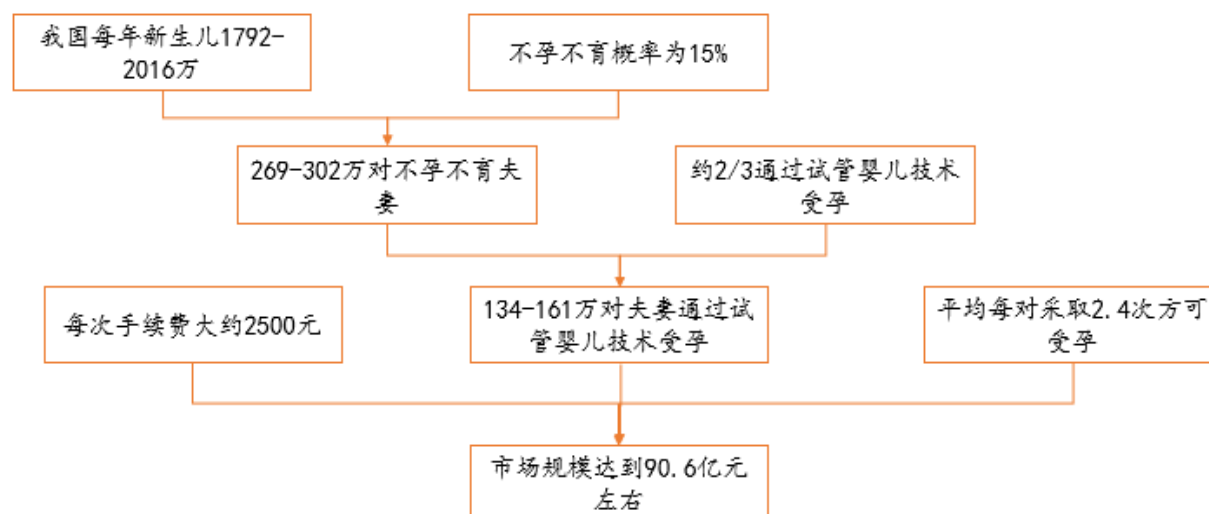 我国每年新生儿1792-
2016万
不孕不育概率为15%
269-302万对不孕不育夫
妻
约2/3通过试管婴儿技术
受孕
每次手续费大约2500元
134-161万对夫妻通过试
管婴儿技术受孕
平均每对采取2.4次方可
受孕
市场规模达到90.6亿元
左右